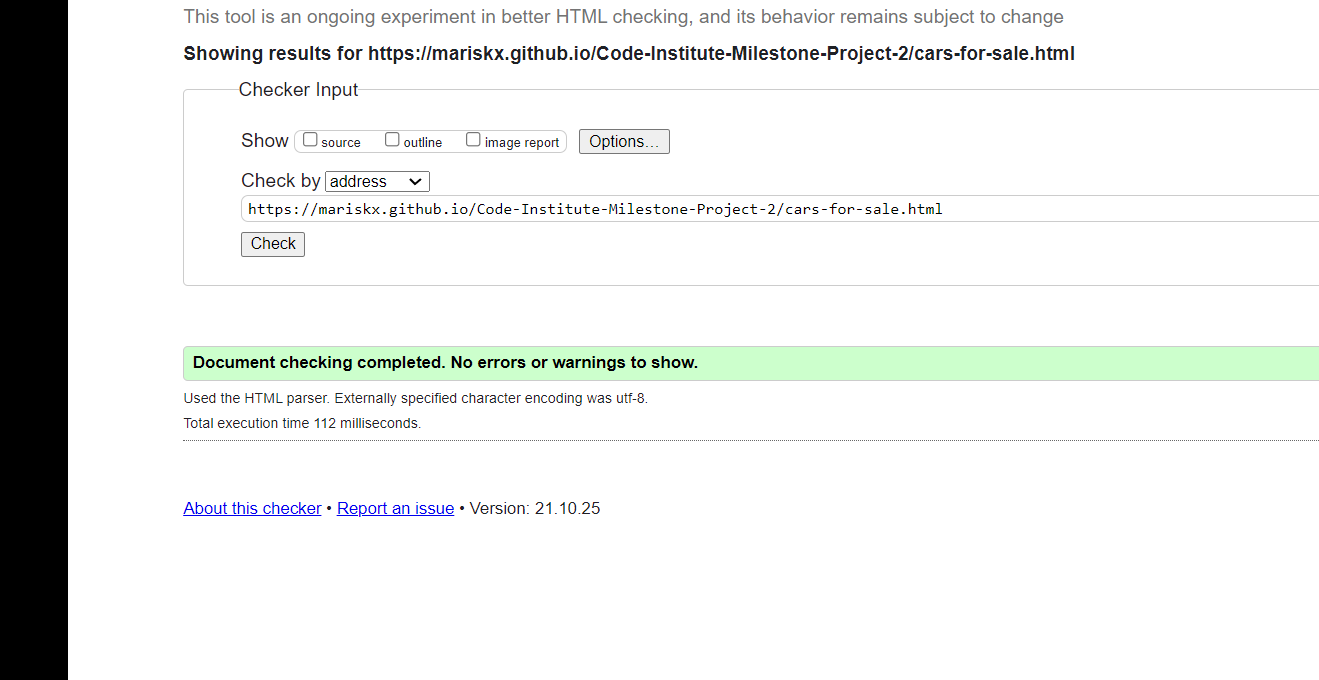 This tool is an ongoing experiment in better HTML checking, and its behavior remains subject to change
Showing results for https://mariskx.github.io/Code-Institute-Milestone-Project-2/cars-for-sale.html
Checker Input
Show source outline image report Options...
Check by address
https://mariskx.github.io/Code-Institute-Milestone-Project-2/cars-for-sale.html
Check
Document checking completed. No errors or warnings to show.
Used the HTML parser. Externally specified character encoding was utf-8.
Total execution time 112 milliseconds.
About this checker • Report an issue • Version: 21.10.25